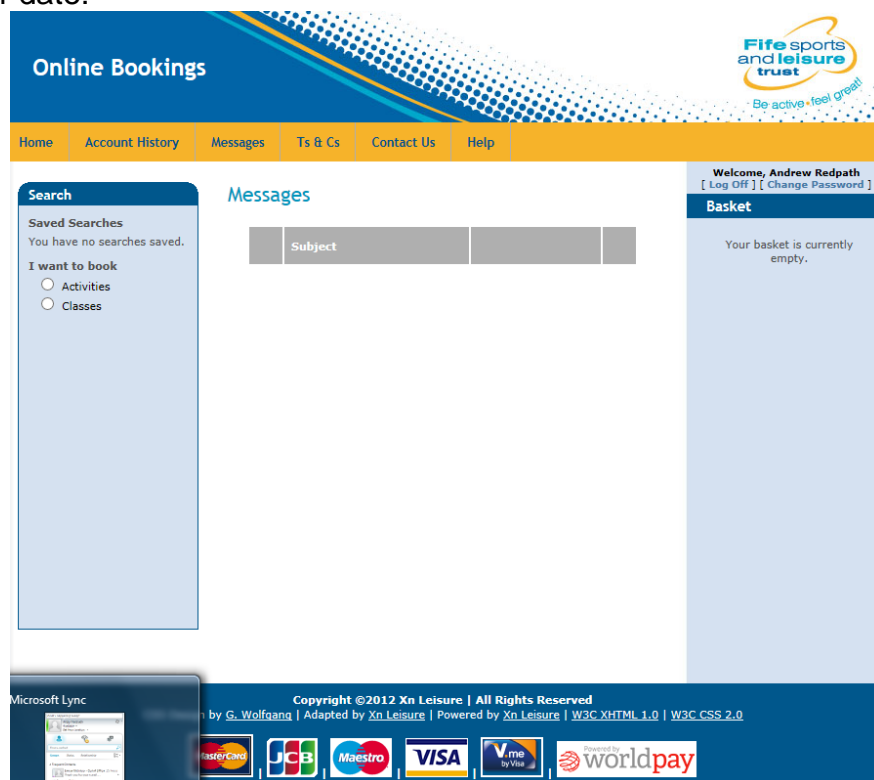 Online Bookings
Fife sports
and leisure
trust
Be active•feel great!
Home Account History Messages Ts & Cs Contact Us Help
Welcome, Andrew Redpath
[ Log Off ] [ Change Password ]
Search
Messages
Basket
Saved Searches
You have no searches saved.
Subject
Your basket is currently
empty.
I want to book
Activities
Classes
Microsoft Lync
Copyright ©2012 Xn Leisure | All Rights Reserved
by G. Wolfgang | Adapted by Xn Leisure | Powered by Xn Leisure | W3C XHTML 1.0 | W3C CSS 2.0
MasterCard | JCB | Maestro | VISA | V.me by Visa | Powered by worldpay